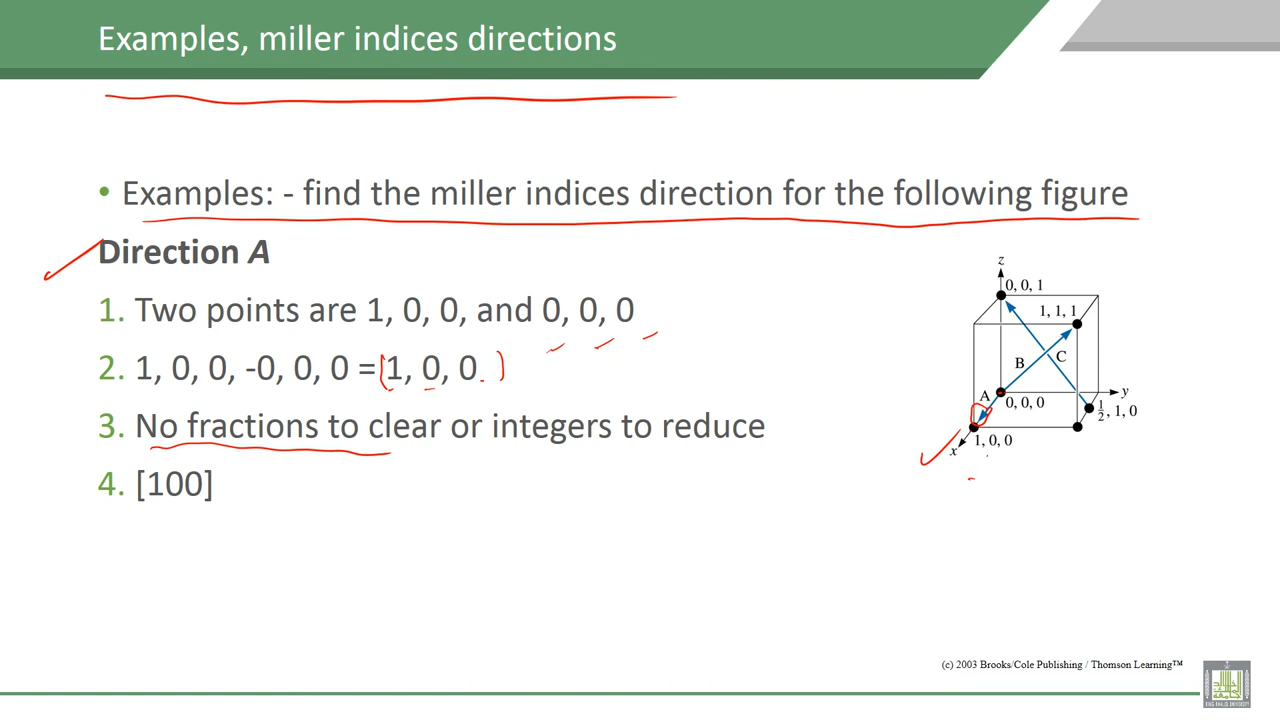 Examples, miller indices directions
• Examples: - find the miller indices direction for the following figure
Direction A
1. Two points are 1, 0, 0, and 0, 0, 0
2. 1, 0, 0, -0, 0, 0 = 1, 0, 0
3. No fractions to clear or integers to reduce
4. [100]
z
0, 0, 1
1, 1, 1
B
C
A
y
0, 0, 0
1/2, 1, 0
1, 0, 0
x
(c) 2003 Brooks/Cole Publishing / Thomson Learning™
KING KHALID UNIVERSITY